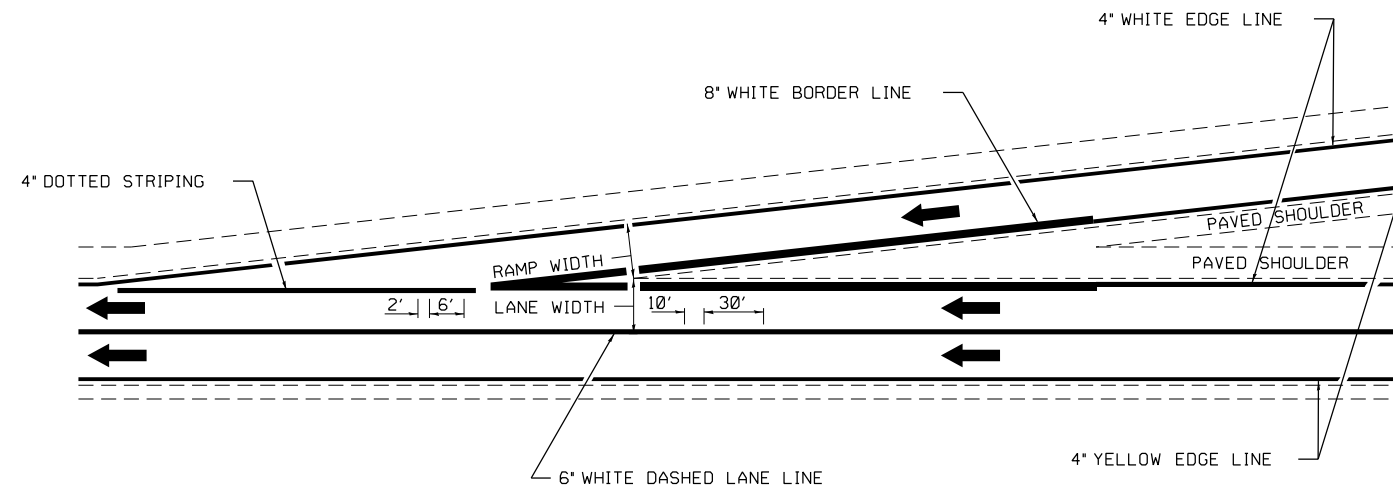 4" WHITE EDGE LINE
8" WHITE BORDER LINE
4" DOTTED STRIPING
PAVED SHOULDER
RAMP WIDTH
PAVED SHOULDER
2' 6' LANE WIDTH 10' 30'
4" YELLOW EDGE LINE
6" WHITE DASHED LANE LINE